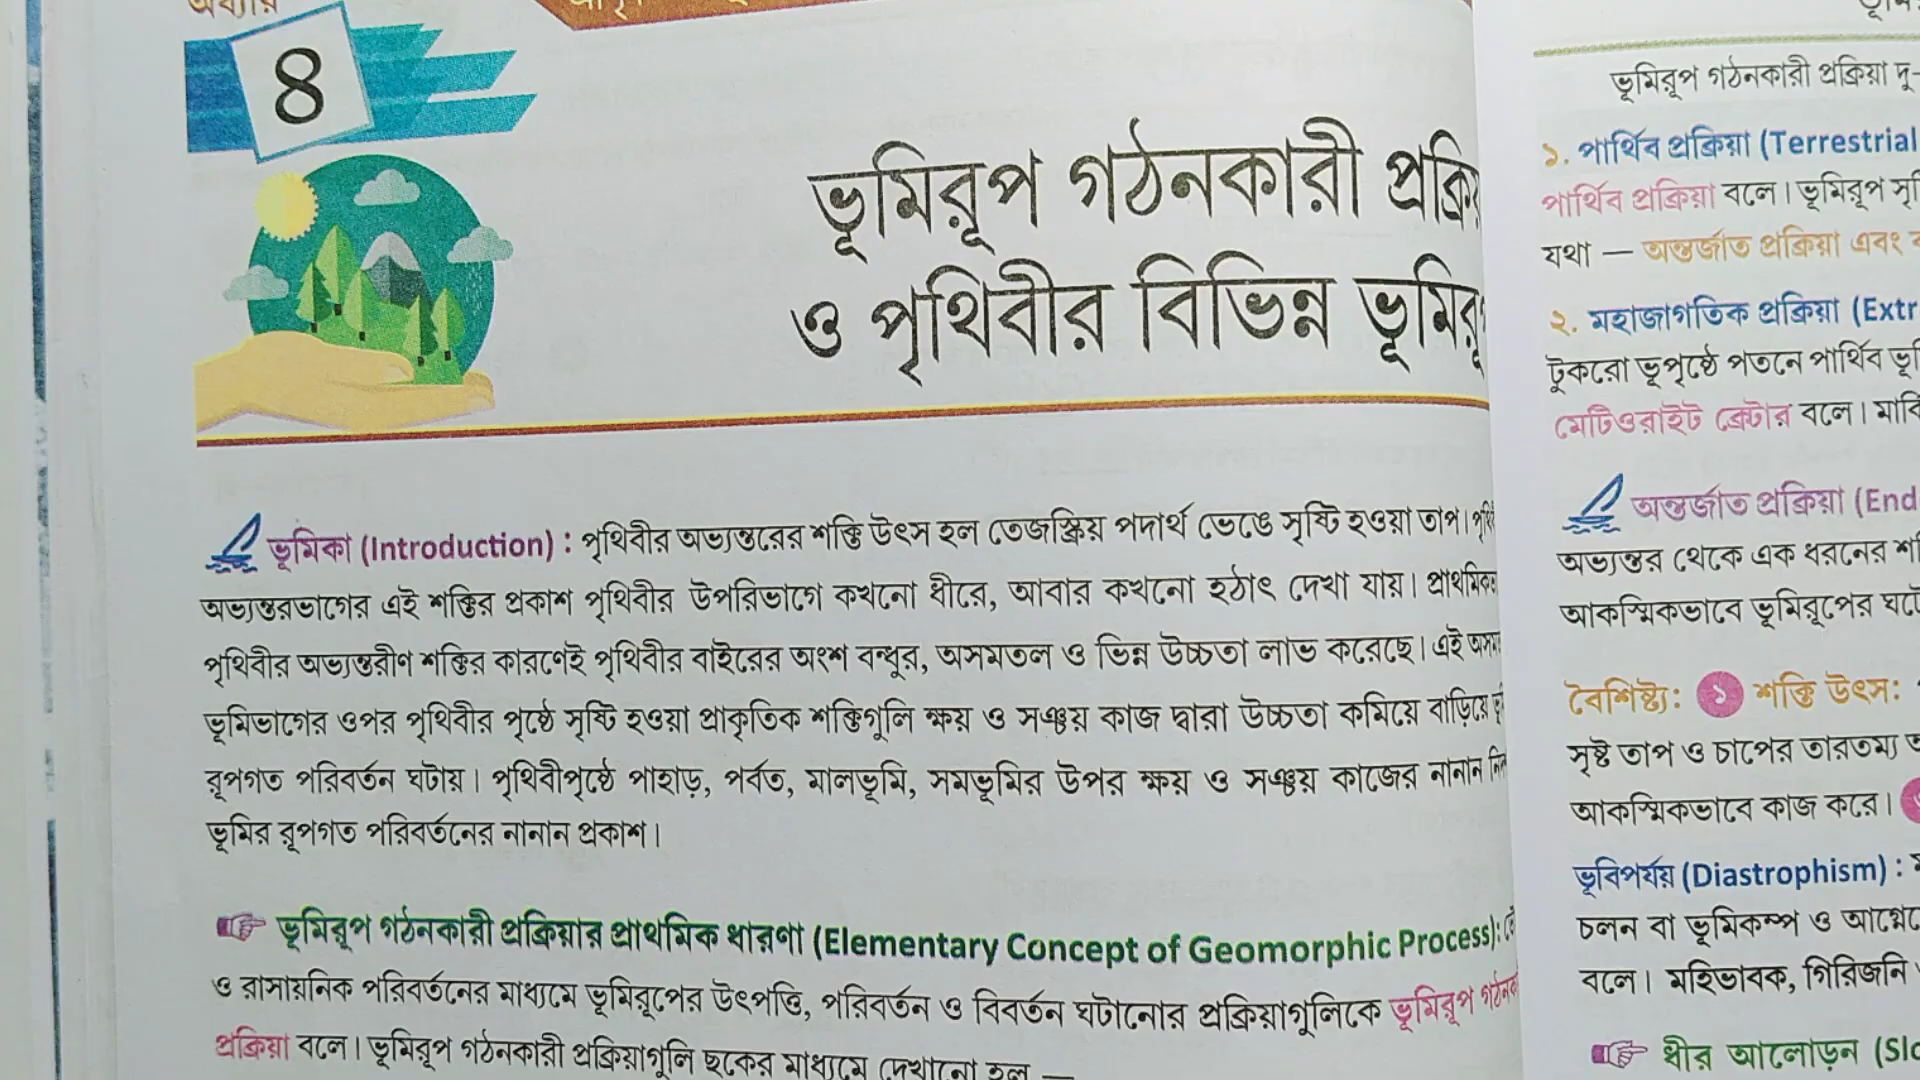 8
ভূমিরূপ গঠনকারী
ও পৃথিবীর বিভিন্ন
ভূমিকা (Introduction) : পৃথিবীর অভ্যন্তরের শক্তি উৎস হল তেজস্ক্রিয় পদার্থ ভেঙে সৃষ্টি হওয়া তাপ।
অভ্যন্তরভাগের এই শক্তির প্রকাশ পৃথিবীর উপরিভাগে কখনো ধীরে, আবার কখনো হঠাৎ দেখা যায়।
পৃথিবীর অভ্যন্তরীণ শক্তির কারণেই পৃথিবীর বাইরের অংশ বন্ধুর, অসমতল ও ভিন্ন উচ্চতা লাভ করেছে। এই
ভূমিভাগের ওপর পৃথিবীর পৃষ্ঠে সৃষ্টি হওয়া প্রাকৃতিক শক্তিগুলি ক্ষয় ও সঞ্চয় কাজ দ্বারা উচ্চতা কমিয়ে বাড়িয়ে
রূপগত পরিবর্তন ঘটায়। পৃথিবীপৃষ্ঠে পাহাড়, পর্বত, মালভূমি, সমভূমির উপর ক্ষয় ও সঞ্চয় কাজের নানান
ভূমির রূপগত পরিবর্তনের নানান প্রকাশ।
ভূমিরূপ গঠনকারী প্রক্রিয়ার প্রাথমিক ধারণা (Elementary Concept of Geomorphic Process):
ও রাসায়নিক পরিবর্তনের মাধ্যমে ভূমিরূপের উৎপত্তি, পরিবর্তন ও বিবর্তন ঘটানোর প্রক্রিয়াগুলিকে ভূমিরূপ
প্রক্রিয়া বলে। ভূমিরূপ গঠনকারী প্রক্রিয়াগুলি ছকের মাধ্যমে দেখানো হল —
ভূমিরূপ গঠনকারী প্রক্রিয়া দু-
১. পার্থিব প্রক্রিয়া (Terrestrial
পার্থিব প্রক্রিয়া বলে। ভূমিরূপ
যথা — অন্তর্জাত প্রক্রিয়া এবং
২. মহাজাগতিক প্রক্রিয়া (Extr
টুকরো ভূপৃষ্ঠে পতনে পার্থিব
মেটিওরাইট ক্রেটার বলে।
অন্তর্জাত প্রক্রিয়া (End
অভ্যন্তর থেকে এক ধরনের
আকস্মিকভাবে ভূমিরূপের
বৈশিষ্ট্য: ১ শক্তি উৎস:
সৃষ্ট তাপ ও চাপের তারতম্য
আকস্মিকভাবে কাজ করে।
ভূবিপর্যয় (Diastrophism) :
চলন বা ভূমিকম্প ও
বলে। মহিভাবক, গিরিজনি
ধীর আলোড়ন (Slo